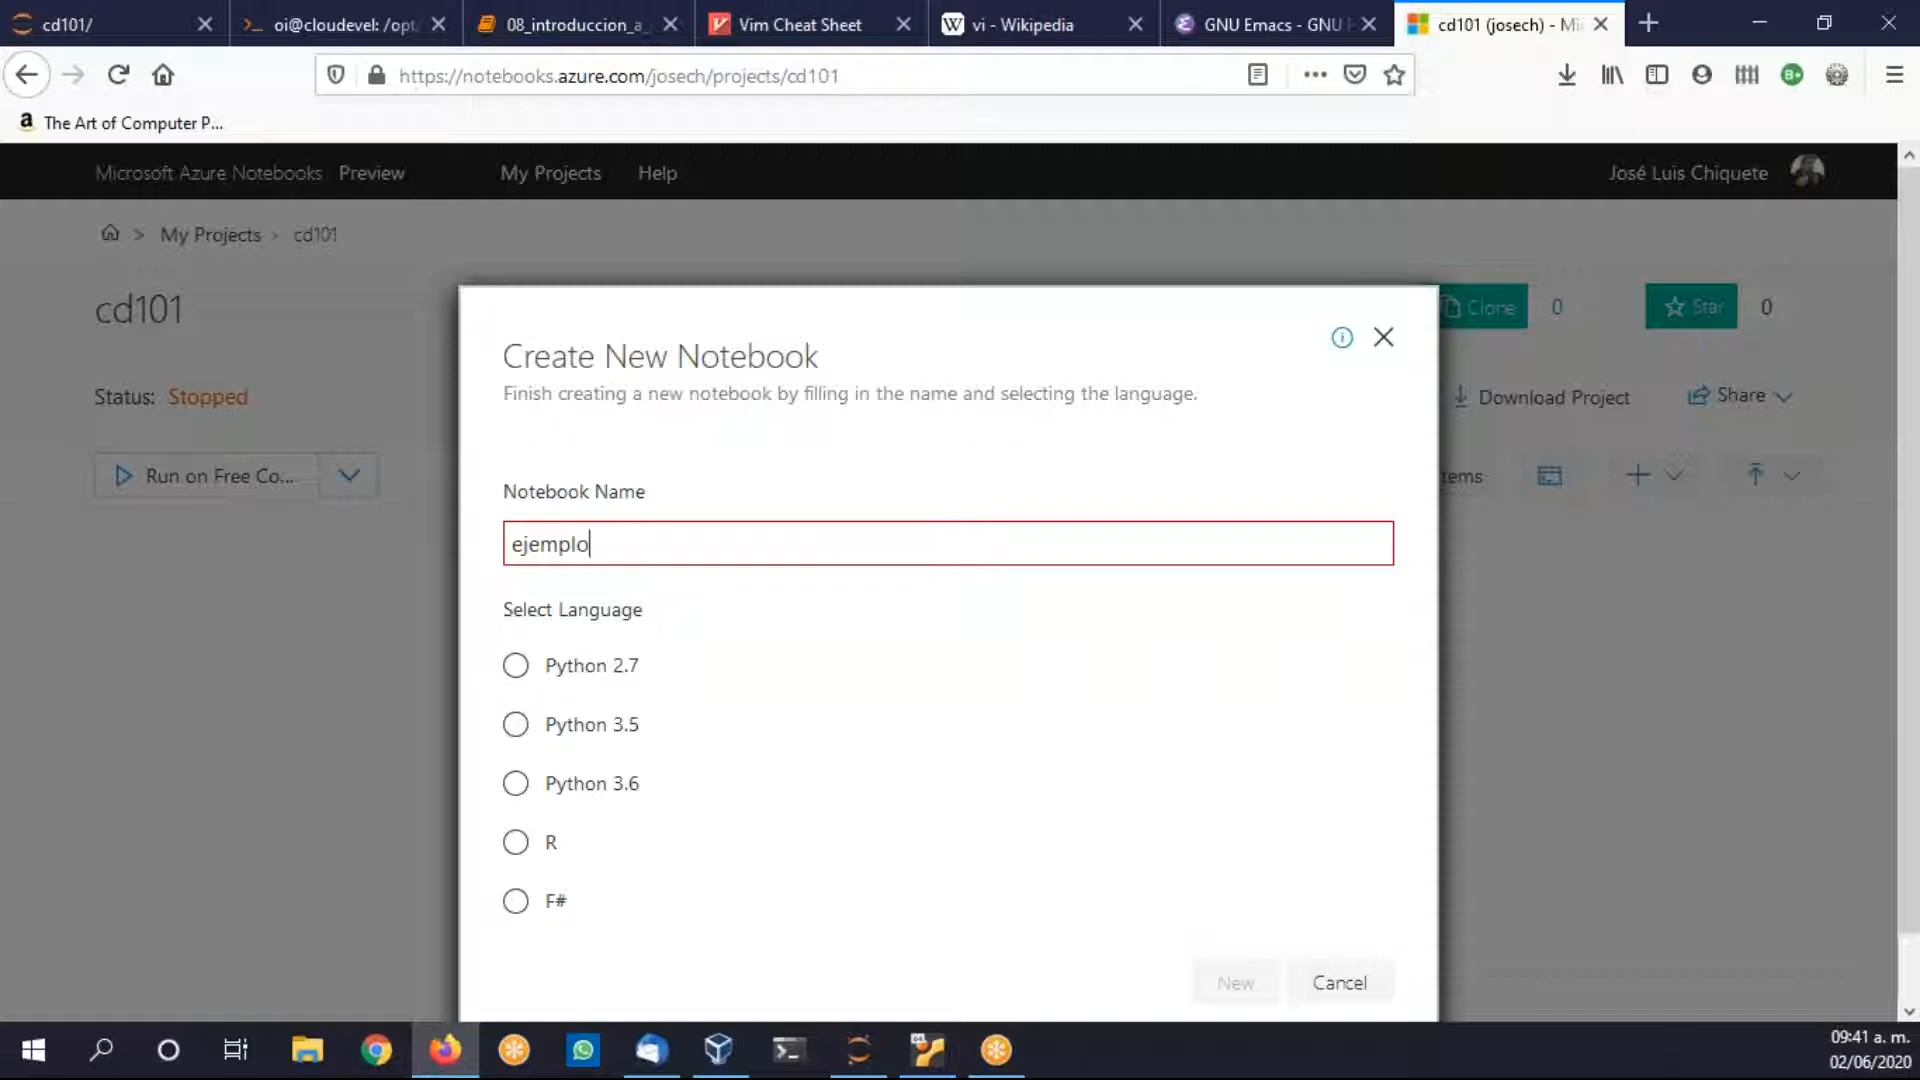 cd101/
oi@cloudevel: /opt
08_introduccion_a_
Vim Cheat Sheet
vi - Wikipedia
GNU Emacs - GNU
cd101 (josech) - Mi
https://notebooks.azure.com/josech/projects/cd101
The Art of Computer P...
Microsoft Azure Notebooks Preview
My Projects
Help
José Luis Chiquete
> My Projects > cd101
cd101
Clone 0
Star 0
Status: Stopped
Download Project
Share
Run on Free Co...
tems
Create New Notebook
Finish creating a new notebook by filling in the name and selecting the language.
Notebook Name
ejemplo
Select Language
Python 2.7
Python 3.5
Python 3.6
R
F#
New
Cancel
09:41 a. m.
02/06/2020